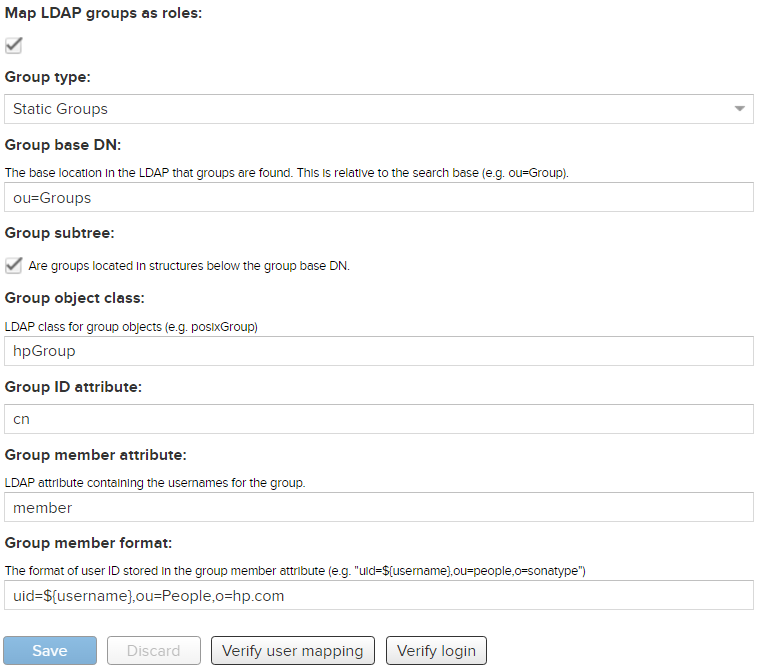 Map LDAP groups as roles:
Group type:
Static Groups
Group base DN:
The base location in the LDAP that groups are found. This is relative to the search base (e.g. ou=Group).
ou=Groups
Group subtree:
Are groups located in structures below the group base DN.
Group object class:
LDAP class for group objects (e.g. posixGroup)
hpGroup
Group ID attribute:
cn
Group member attribute:
LDAP attribute containing the usernames for the group.
member
Group member format:
The format of user ID stored in the group member attribute (e.g. "uid=${username},ou=people,o=sonatype")
uid=${username},ou=People,o=hp.com
Save Discard Verify user mapping Verify login